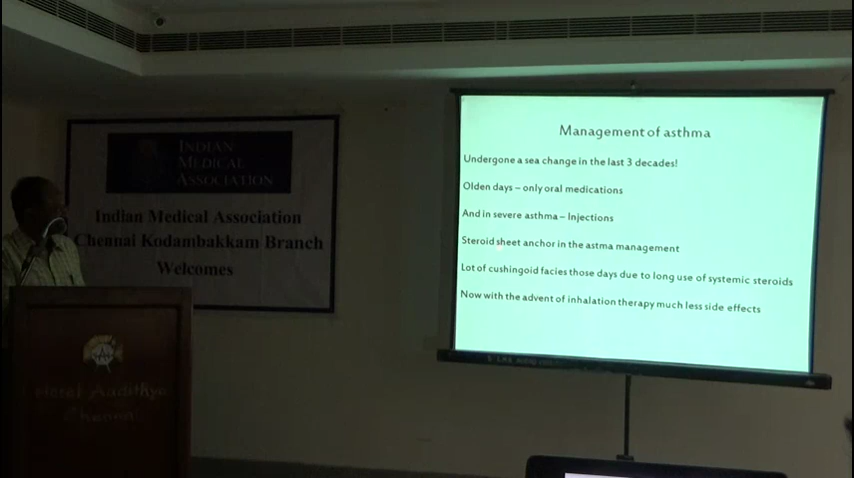 INDIAN
MEDICAL
ASSOCIATION
Indian Medical Association
Chennai Kodambakkam Branch
Welcomes
Hotel Aadithya
Chennai
Management of asthma
Undergone a sea change in the last 3 decades!
Olden days – only oral medications
And in severe asthma – Injections
Steroid sheet anchor in the astma management
Lot of cushingoid facies those days due to long use of systemic steroids
Now with the advent of inhalation therapy much less side effects